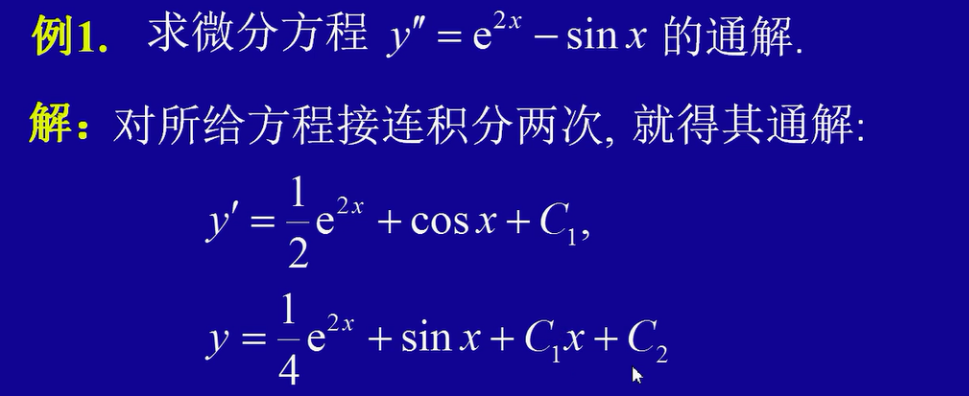 例1. 求微分方程 y″ = e^{2x} − sin x 的通解.
解：对所给方程接连积分两次, 就得其通解:
y′ = \frac{1}{2} e^{2x} + cos x + C_1,
y = \frac{1}{4} e^{2x} + sin x + C_1 x + C_2